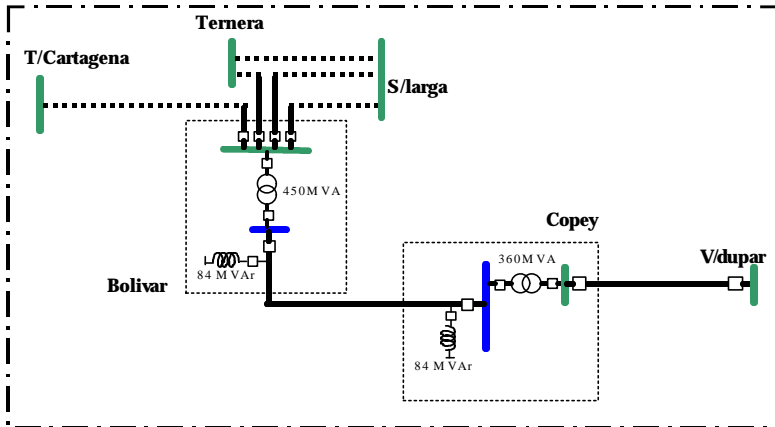 Ternera
T/Cartagena
S/larga
450MVA
Copey
360MVA
V/dupar
84 MVAr
Bolivar
84 MVAr